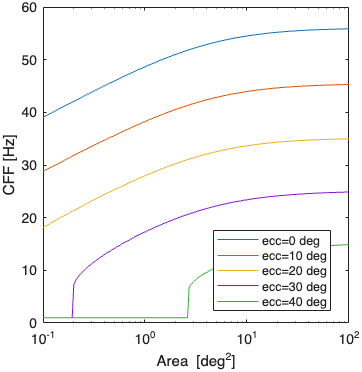 60
50
40
30
20
10
0
CFF [Hz]
ecc=0 deg
ecc=10 deg
ecc=20 deg
ecc=30 deg
ecc=40 deg
10⁻¹ 10⁰ 10¹ 10²
Area [deg²]